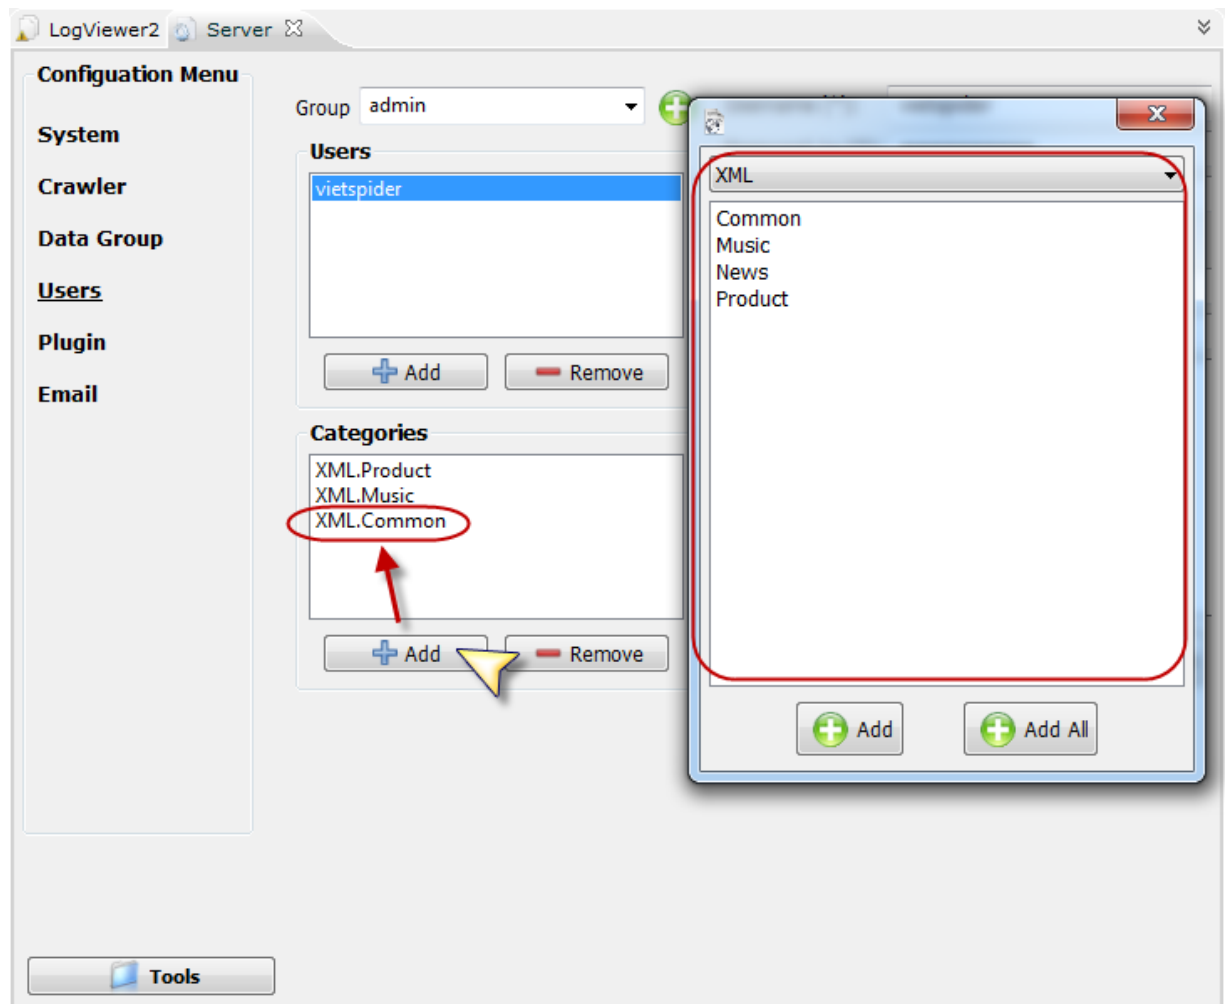 LogViewer2 Server
Configuation Menu
System
Crawler
Data Group
Users
Plugin
Email
Tools
Group admin
Users
vietspider
Add Remove
Categories
XML.Product
XML.Music
XML.Common
Add Remove
XML
Common
Music
News
Product
Add Add All